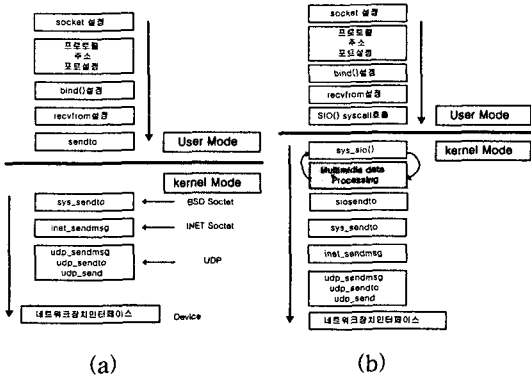 socket 설정
프로토콜
주소
포트설정
bind()설정
recvfrom설정
sendto
User Mode
kernel Mode
sys_sendto
BSD Soctet
inet_sendmsg
INET Soctet
udp_sendmsg
udp_sendto
udp_send
UDP
네트워크장치인터페이스
Device
(a)
socket 설정
프로토콜
주소
포트설정
bind()설정
recvfrom설정
SIO() syscall호출
User Mode
sys_sio()
kernel Mode
Multimidia data
Processing
siosendto
sys_sendto
inet_sendmsg
udp_sendmsg
udp_sendto
udp_send
네트워크장치인터페이스
(b)